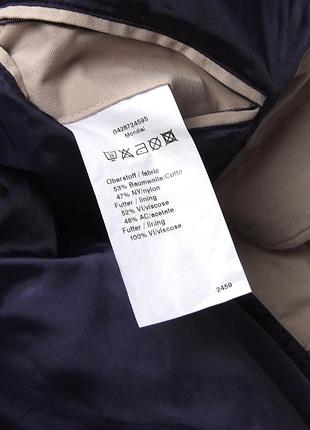 0428724595
Mondial
Oberstoff / fabric
53% Baumwolle/Cotto
47% NY/nylon
Futter / lining
52% VI/viscose
48% AC/acetate
Futter / lining
100% VI/viscose
2459